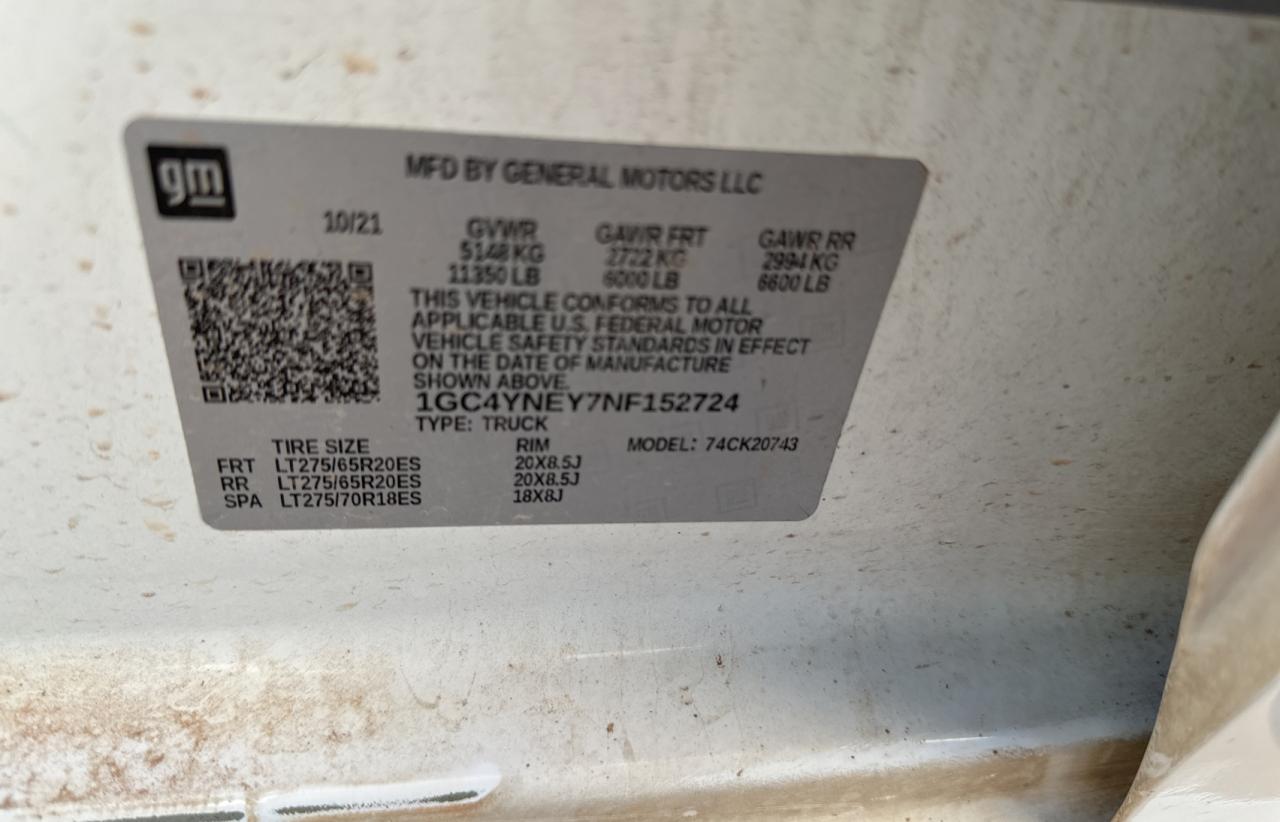 gm
MFD BY GENERAL MOTORS LLC
10/21 GVWR GAWR FRT GAWR RR
5148 KG 2722 KG 2994 KG
11350 LB 6000 LB 6600 LB
THIS VEHICLE CONFORMS TO ALL
APPLICABLE U.S. FEDERAL MOTOR
VEHICLE SAFETY STANDARDS IN EFFECT
ON THE DATE OF MANUFACTURE
SHOWN ABOVE.
1GC4YNEY7NF152724
TYPE: TRUCK
TIRE SIZE RIM MODEL: 74CK20743
FRT LT275/65R20ES 20X8.5J
RR LT275/65R20ES 20X8.5J
SPA LT275/70R18ES 18X8J